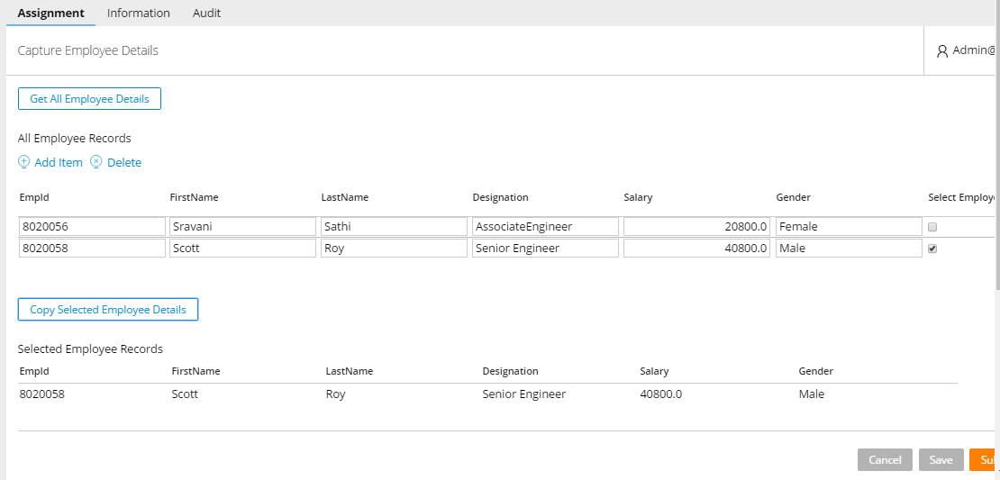 Assignment Information Audit
Capture Employee Details
Admin@
Get All Employee Details
All Employee Records
Add Item Delete
EmpId FirstName LastName Designation Salary Gender Select Employe
8020056 Sravani Sathi AssociateEngineer 20800.0 Female
8020058 Scott Roy Senior Engineer 40800.0 Male
Copy Selected Employee Details
Selected Employee Records
EmpId FirstName LastName Designation Salary Gender
8020058 Scott Roy Senior Engineer 40800.0 Male
Cancel Save Sub